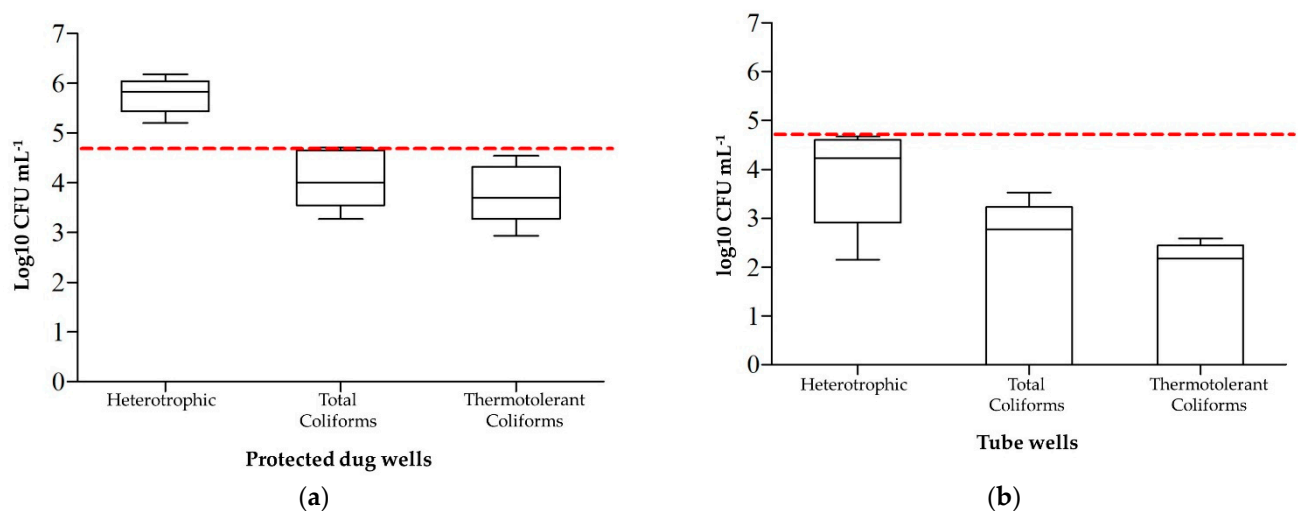 7
6
5
4
3
2
1
0
Log10 CFU mL-1
Heterotrophic
Total
Coliforms
Thermotolerant
Coliforms
Protected dug wells
(a)
7
6
5
4
3
2
1
0
log10 CFU mL-1
Heterotrophic
Total
Coliforms
Thermotolerant
Coliforms
Tube wells
(b)